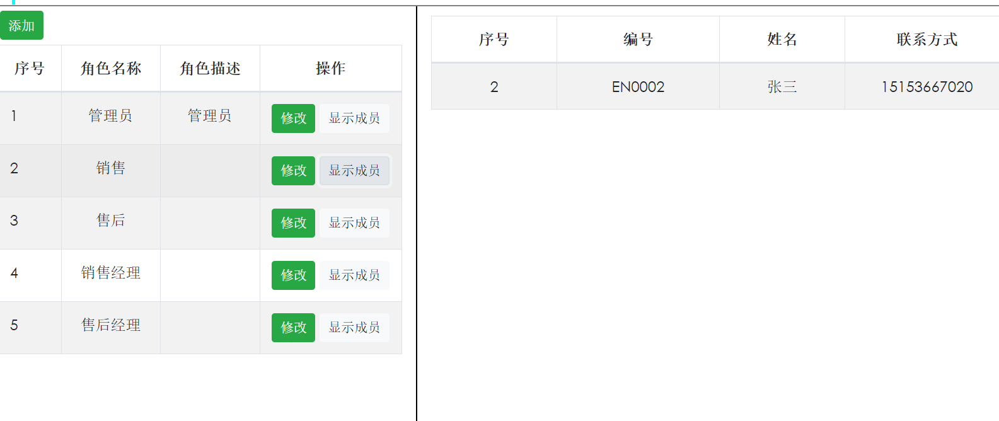 添加
序号 角色名称 角色描述 操作
1 管理员 管理员 修改 显示成员
2 销售 修改 显示成员
3 售后 修改 显示成员
4 销售经理 修改 显示成员
5 售后经理 修改 显示成员
序号 编号 姓名 联系方式
2 EN0002 张三 15153667020